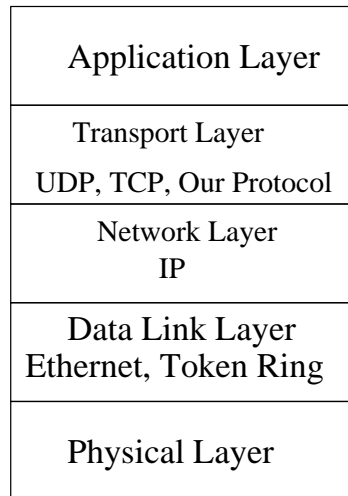 Application Layer
Transport Layer
UDP, TCP, Our Protocol
Network Layer
IP
Data Link Layer
Ethernet, Token Ring
Physical Layer